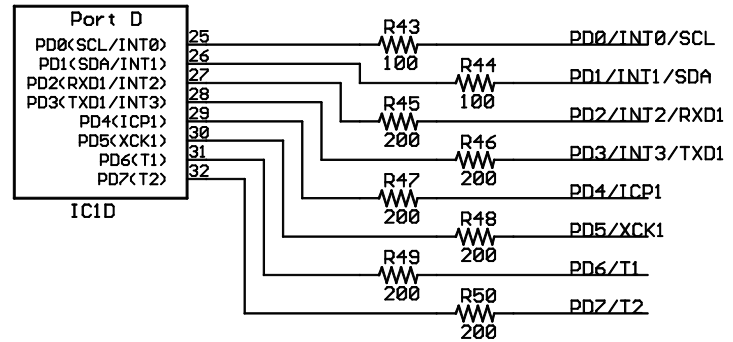 Port D
PD0(SCL/INT0) 25 R43 100 PD0/INT0/SCL
PD1(SDA/INT1) 26 R44 100 PD1/INT1/SDA
PD2(RXD1/INT2) 27 R45 200 PD2/INT2/RXD1
PD3(TXD1/INT3) 28 R46 200 PD3/INT3/TXD1
PD4(ICP1) 29 R47 200 PD4/ICP1
PD5(XCK1) 30 R48 200 PD5/XCK1
PD6(T1) 31 R49 200 PD6/T1
PD7(T2) 32 R50 200 PD7/T2
IC1D